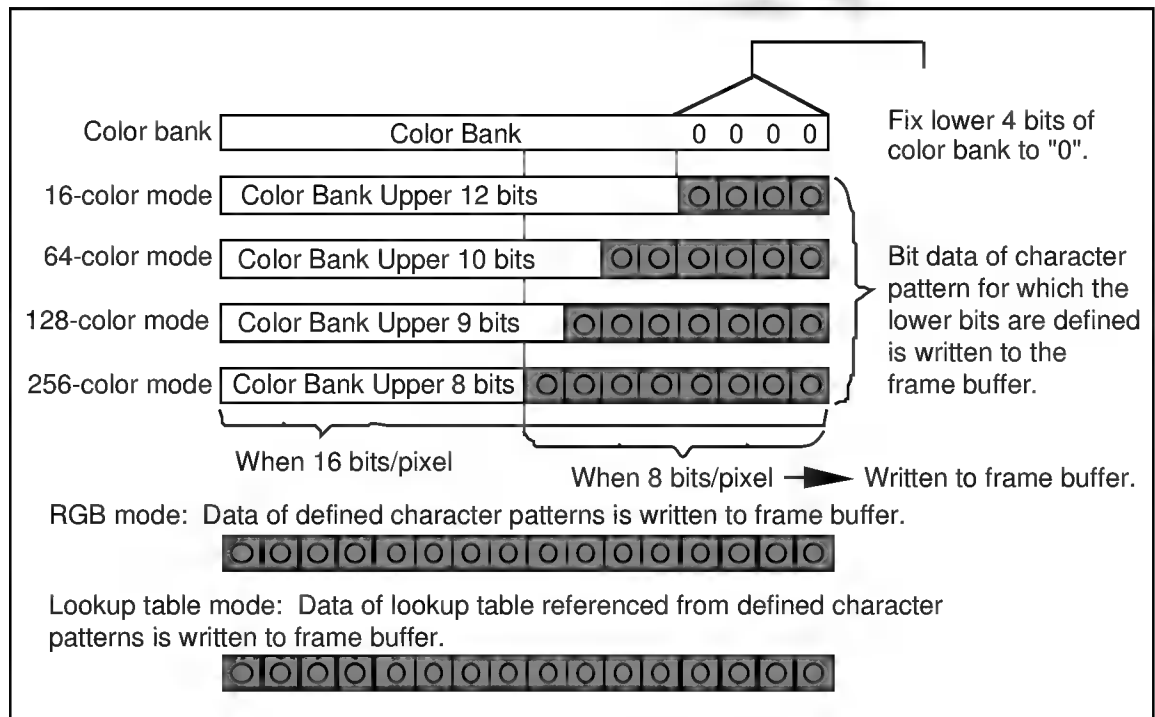 Color bank Color Bank 0 0 0 0
Fix lower 4 bits of
color bank to "0".
16-color mode Color Bank Upper 12 bits O O O O
64-color mode Color Bank Upper 10 bits O O O O O O
128-color mode Color Bank Upper 9 bits O O O O O O O
256-color mode Color Bank Upper 8 bits O O O O O O O O
Bit data of character
pattern for which the
lower bits are defined
is written to the
frame buffer.
When 16 bits/pixel
When 8 bits/pixel Written to frame buffer.
RGB mode: Data of defined character patterns is written to frame buffer.
O O O O O O O O O O O O O O O O
Lookup table mode: Data of lookup table referenced from defined character
patterns is written to frame buffer.
O O O O O O O O O O O O O O O O